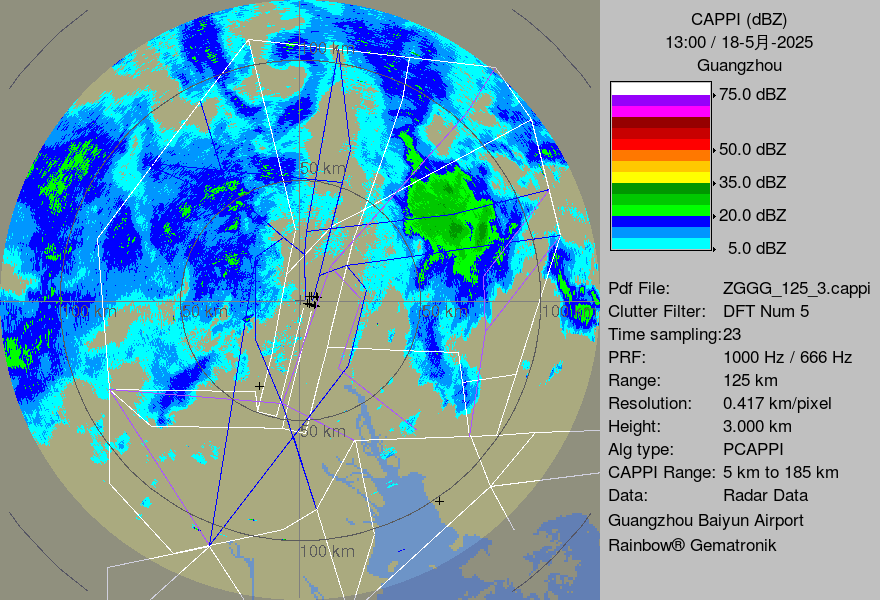 CAPPI (dBZ)
13:00 / 18-5月-2025
Guangzhou
75.0 dBZ
50.0 dBZ
35.0 dBZ
20.0 dBZ
5.0 dBZ
Pdf File: ZGGG_125_3.cappi
Clutter Filter: DFT Num 5
Time sampling:23
PRF: 1000 Hz / 666 Hz
Range: 125 km
Resolution: 0.417 km/pixel
Height: 3.000 km
Alg type: PCAPPI
CAPPI Range: 5 km to 185 km
Data: Radar Data
Guangzhou Baiyun Airport
Rainbow® Gematronik
100 km
50 km
100 km 50 km 50 km 100 km
50 km
100 km